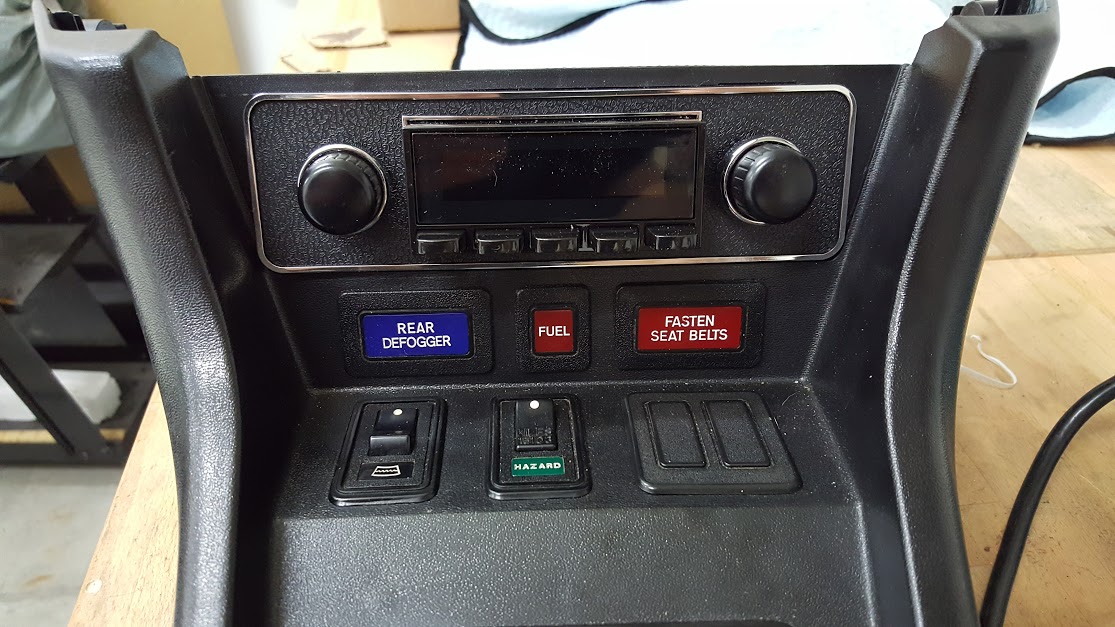 REAR
DEFOGGER
FUEL
FASTEN
SEAT BELTS
HAZARD